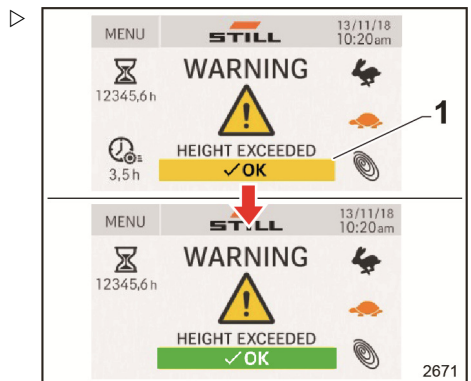 MENU STILL 13/11/18
10:20am
WARNING
12345,6h
HEIGHT EXCEEDED
3,5h
✓OK
1
MENU STILL 13/11/18
10:20am
WARNING
12345,6h
HEIGHT EXCEEDED
✓OK
2671